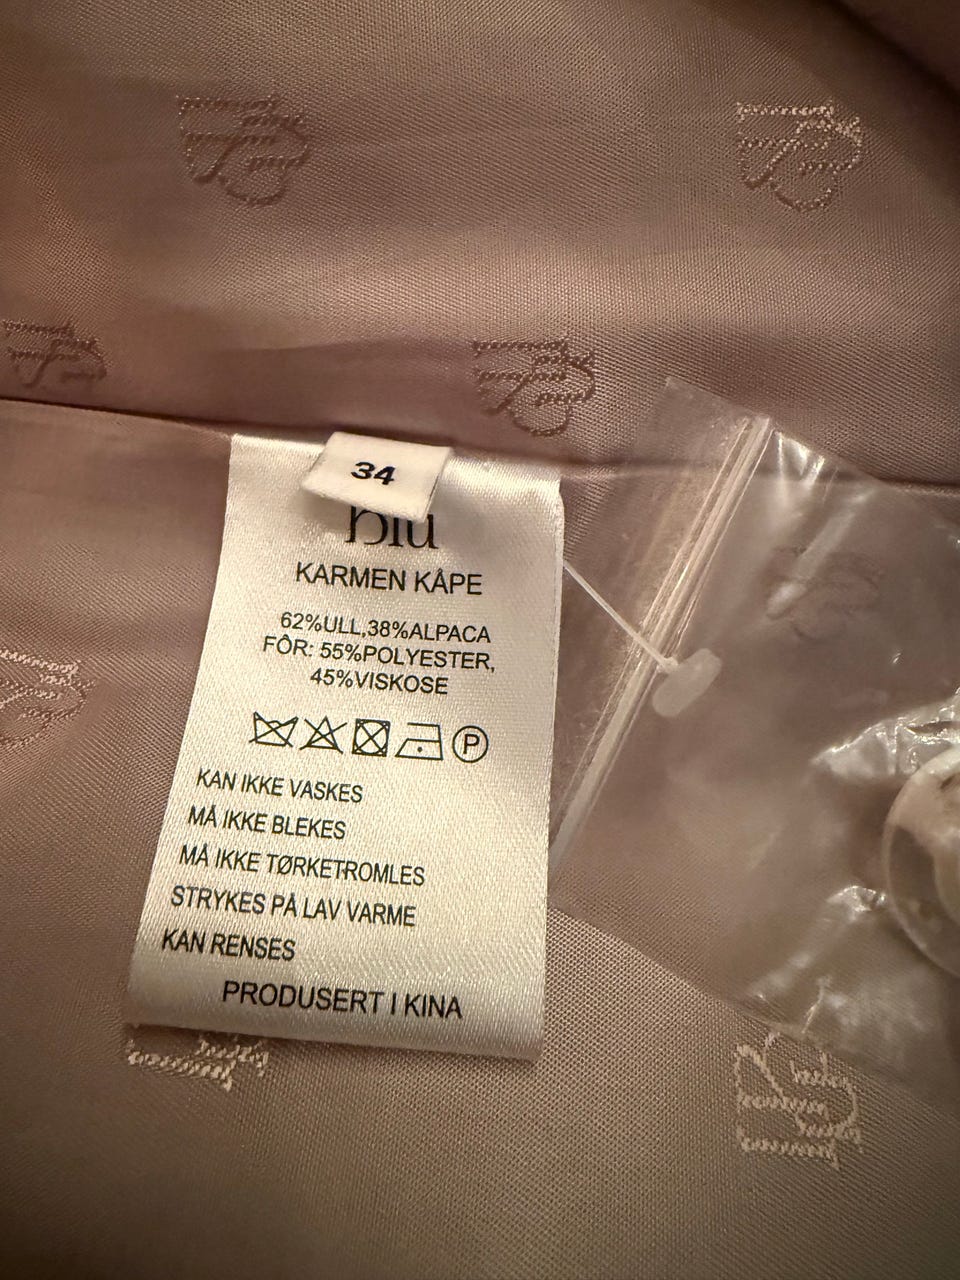 34
blu
KARMEN KÅPE
62%ULL,38%ALPACA
FÔR: 55%POLYESTER,
45%VISKOSE
P
KAN IKKE VASKES
MÅ IKKE BLEKES
MÅ IKKE TØRKETROMLES
STRYKES PÅ LAV VARME
KAN RENSES
PRODUSERT I KINA